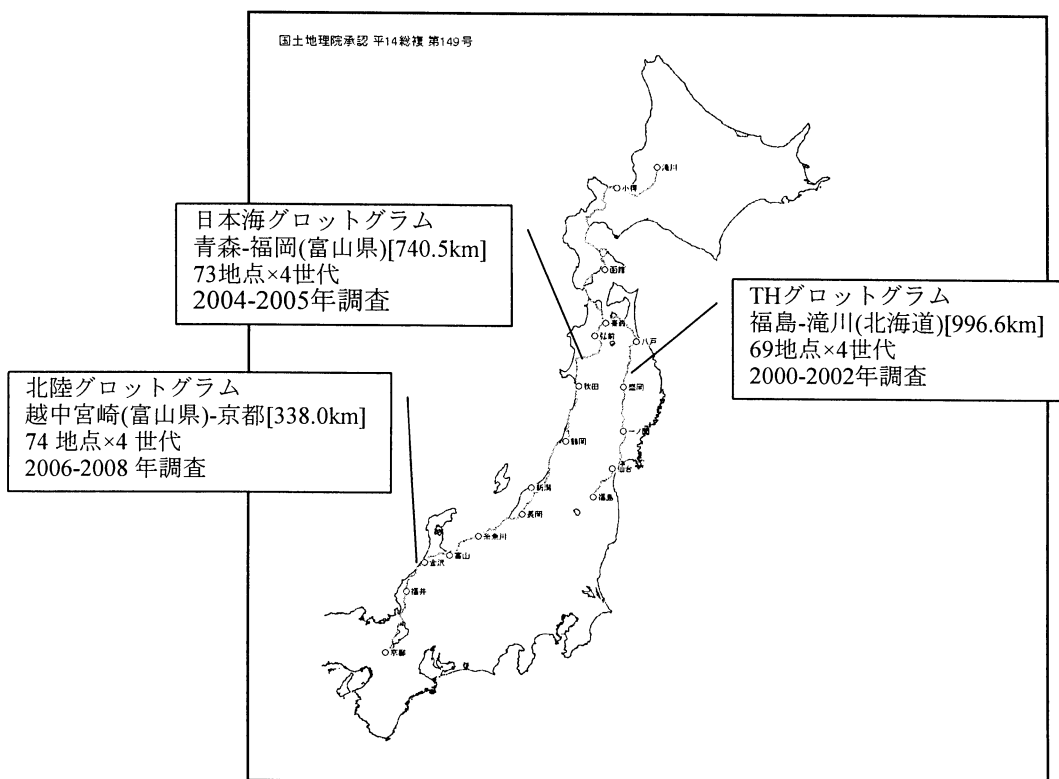 国土地理院承認 平14総複 第149号
日本海グロットグラム
青森-福岡(富山県)[740.5km]
73地点×4世代
2004-2005年調査
THグロットグラム
福島-滝川(北海道)[996.6km]
69地点×4世代
2000-2002年調査
北陸グロットグラム
越中宮崎(富山県)-京都[338.0km]
74 地点×4 世代
2006-2008 年調査
滝川
小樽
函館
青森
弘前
八戸
秋田
盛岡
一ノ関
鶴岡
仙台
新潟
福島
長岡
糸魚川
富山
金沢
福井
京都